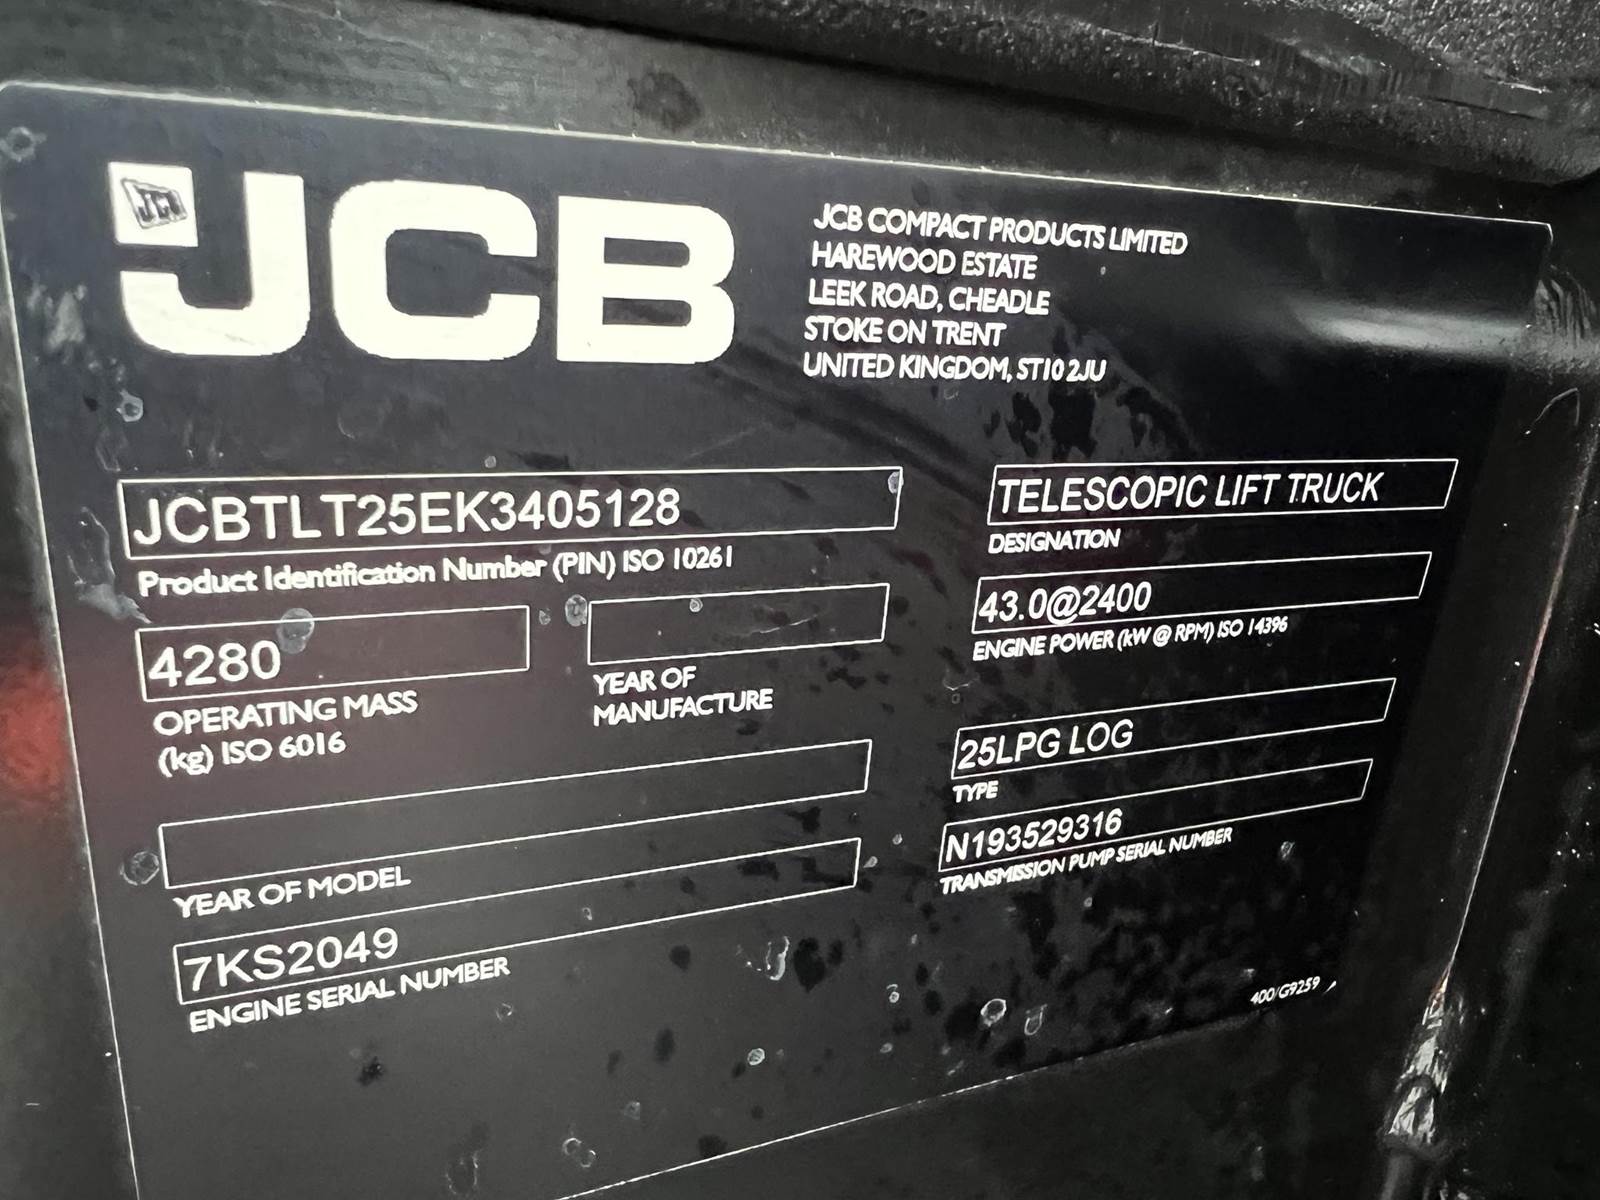 JCB
JCB
JCB COMPACT PRODUCTS LIMITED
HAREWOOD ESTATE
LEEK ROAD, CHEADLE
STOKE ON TRENT
UNITED KINGDOM, ST10 2JU
JCBTLT25EK3405128
Product Identification Number (PIN) ISO 10261
4280
OPERATING MASS
(kg) ISO 6016
YEAR OF
MANUFACTURE
YEAR OF MODEL
7KS2049
ENGINE SERIAL NUMBER
TELESCOPIC LIFT TRUCK
DESIGNATION
43.0@2400
ENGINE POWER (kW @ RPM) ISO 14396
25LPG LOG
TYPE
N193529316
TRANSMISSION PUMP SERIAL NUMBER
400/G9259